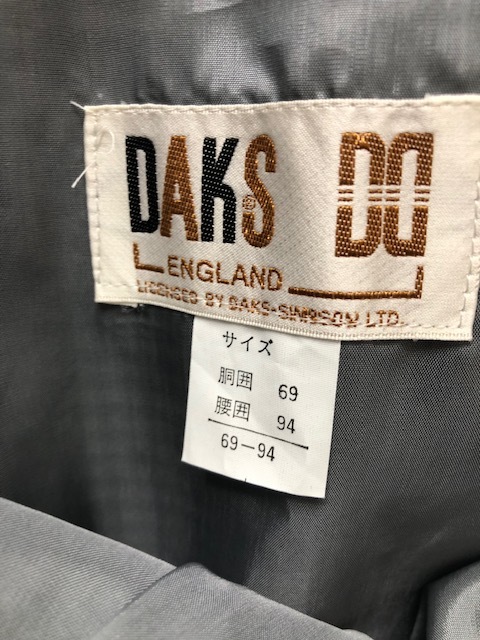 DAKS® DD
ENGLAND
LICENSED BY DAKS-SIMPSON LTD.
サイズ
胴囲 69
腰囲 94
69-94